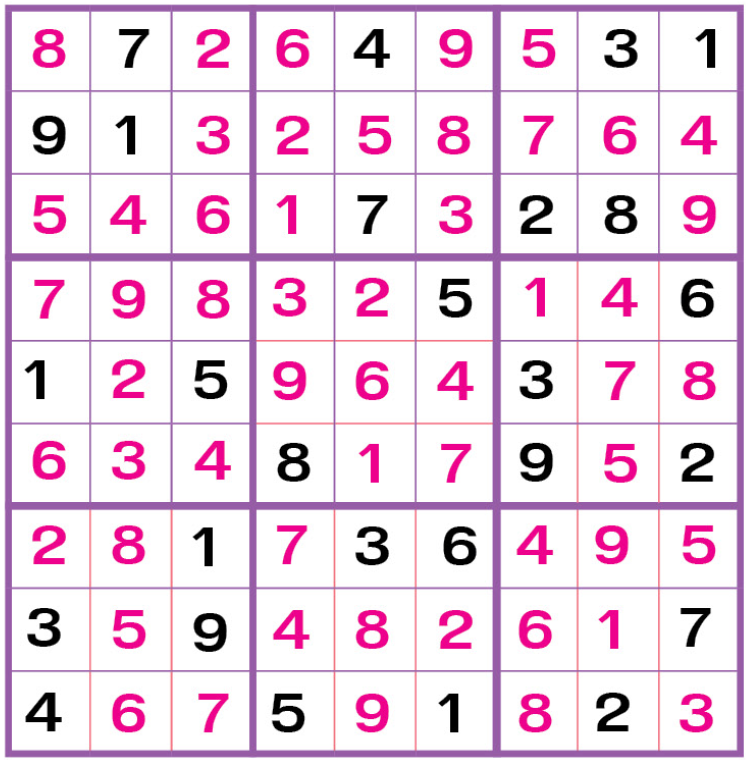 8 7 2 6 4 9 5 3 1
9 1 3 2 5 8 7 6 4
5 4 6 1 7 3 2 8 9
7 9 8 3 2 5 1 4 6
1 2 5 9 6 4 3 7 8
6 3 4 8 1 7 9 5 2
2 8 1 7 3 6 4 9 5
3 5 9 4 8 2 6 1 7
4 6 7 5 9 1 8 2 3